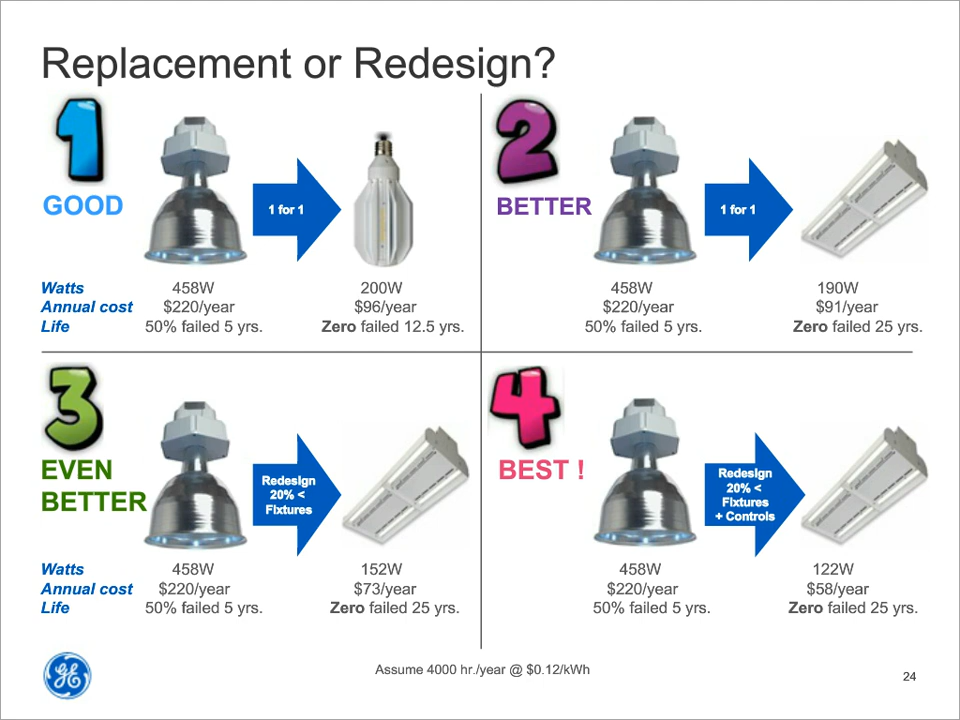 Replacement or Redesign?
1
GOOD
1 for 1
Watts 458W 200W
Annual cost $220/year $96/year
Life 50% failed 5 yrs. Zero failed 12.5 yrs.
2
BETTER
1 for 1
458W 190W
$220/year $91/year
50% failed 5 yrs. Zero failed 25 yrs.
3
EVEN
BETTER
Redesign
20% <
Fixtures
Watts 458W 152W
Annual cost $220/year $73/year
Life 50% failed 5 yrs. Zero failed 25 yrs.
4
BEST !
Redesign
20% <
Fixtures
+ Controls
458W 122W
$220/year $58/year
50% failed 5 yrs. Zero failed 25 yrs.
GE
Assume 4000 hr./year @ $0.12/kWh
24